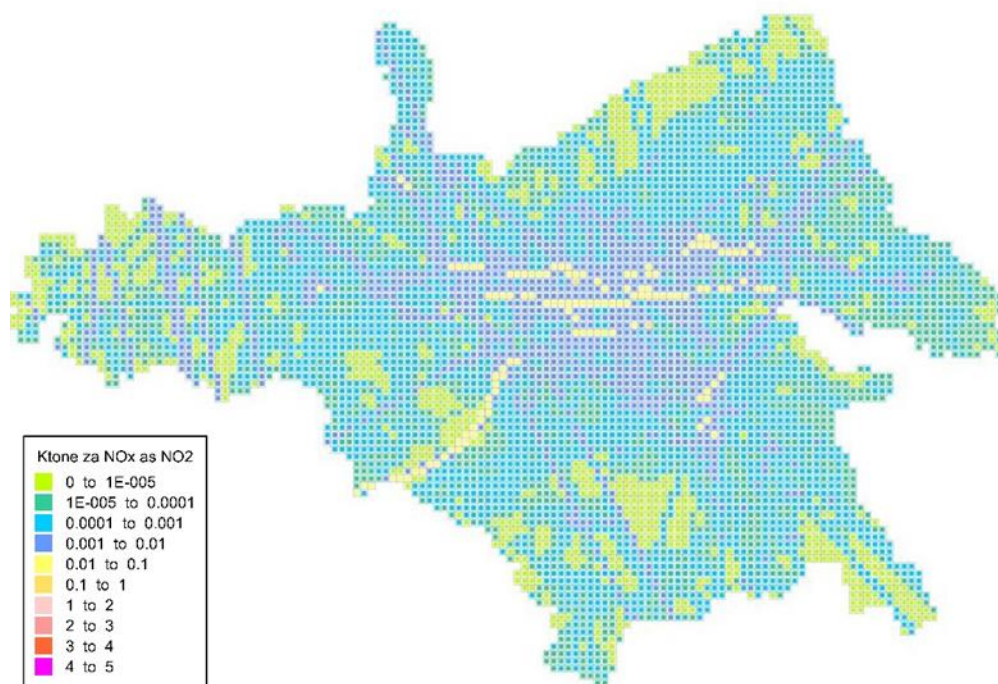 Ktone za NOx as NO2
0 to 1E-005
1E-005 to 0.0001
0.0001 to 0.001
0.001 to 0.01
0.01 to 0.1
0.1 to 1
1 to 2
2 to 3
3 to 4
4 to 5